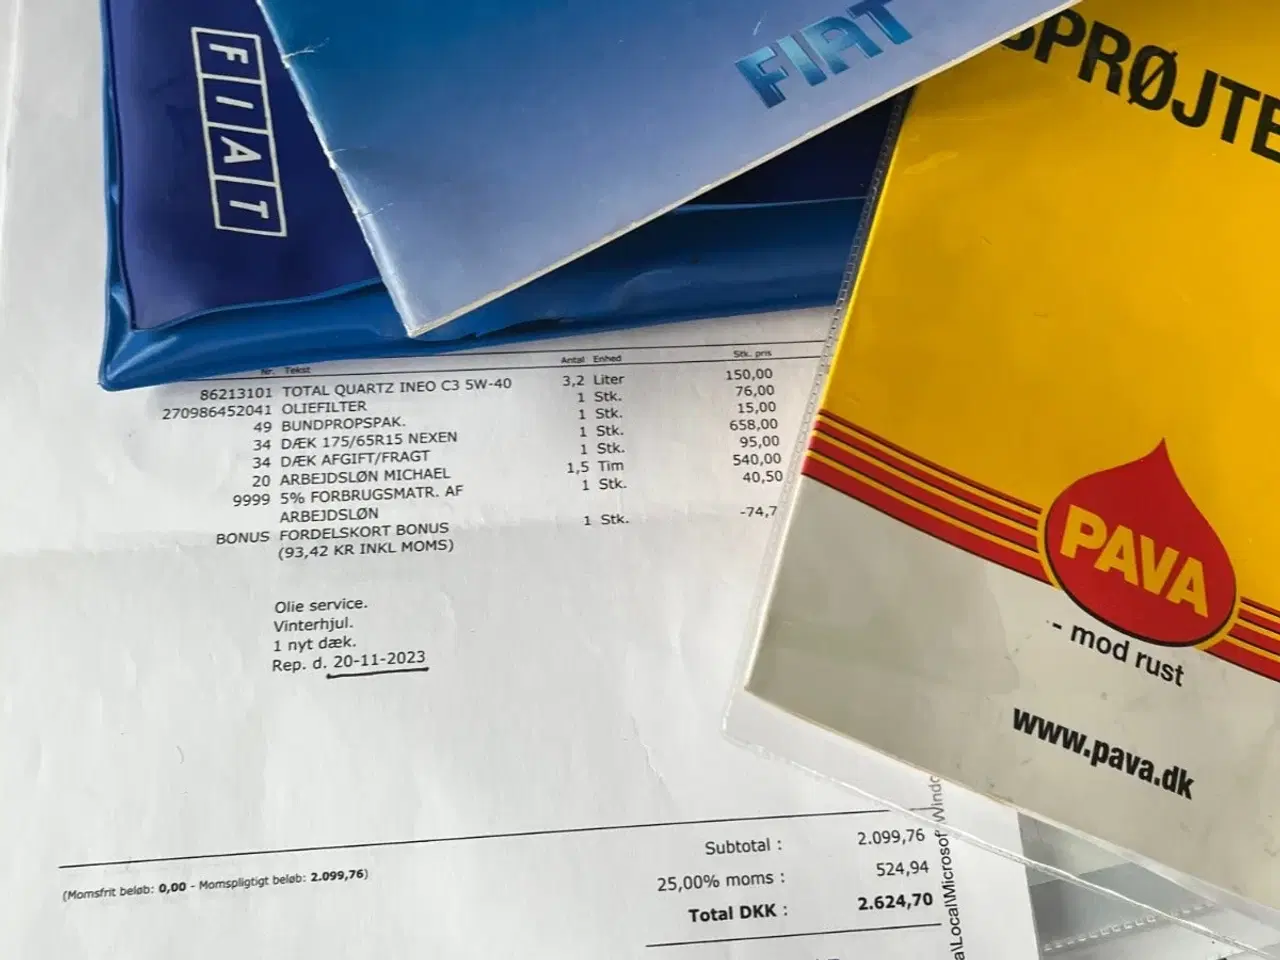 FIAT
FIAT
SPRØJTE
Nr. Tekst Antal Enhed Stk. pris
86213101 TOTAL QUARTZ INEO C3 5W-40 3,2 Liter 150,00
270986452041 OLIEFILTER 1 Stk. 76,00
49 BUNDPROPSPAK. 1 Stk. 15,00
34 DÆK 175/65R15 NEXEN 1 Stk. 658,00
34 DÆK AFGIFT/FRAGT 1 Stk. 95,00
20 ARBEJDSLØN MICHAEL 1,5 Tim 540,00
9999 5% FORBRUGSMATR. AF 1 Stk. 40,50
ARBEJDSLØN
BONUS FORDELSKORT BONUS 1 Stk. -74,7
(93,42 KR INKL MOMS)
Olie service.
Vinterhjul.
1 nyt dæk.
Rep. d. 20-11-2023
PAVA
- mod rust
www.pava.dk
Subtotal : 2.099,76
(Momsfrit beløb: 0,00 - Momspligtigt beløb: 2.099,76)
25,00% moms : 524,94
Total DKK : 2.624,70
a\Local\Microsoft\Windo